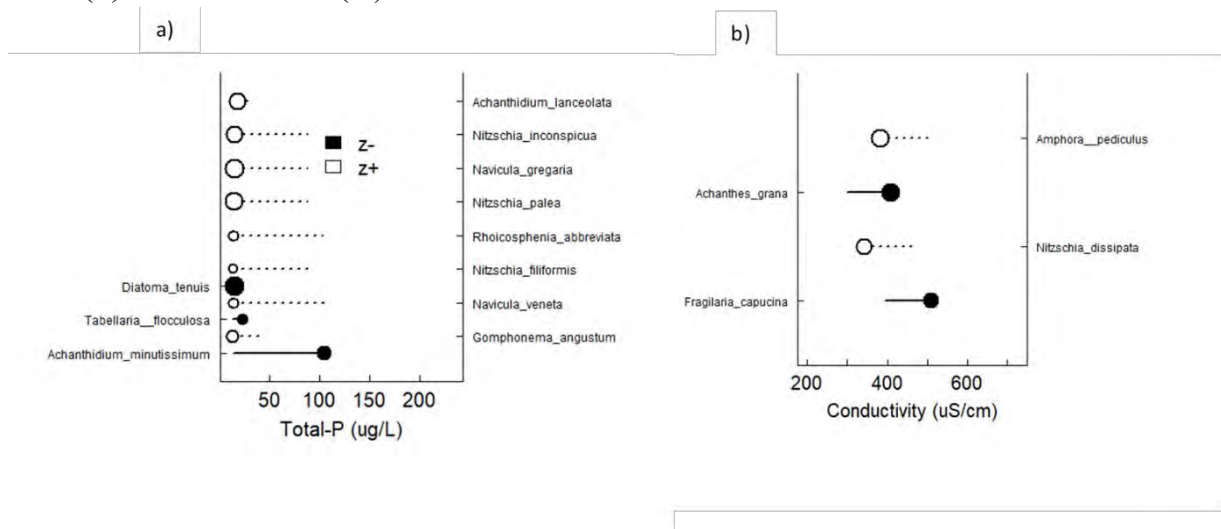 a)
Achanthidium_lanceolata
Nitzschia_inconspicua
z-
z+
Navicula_gregaria
Nitzschia_palea
Rhoicosphenia_abbreviata
Nitzschia_filiformis
Diatoma_tenuis
Navicula_veneta
Tabellaria__flocculosa
Gomphonema_angustum
Achanthidium_minutissimum
50 100 150 200
Total-P (ug/L)
b)
Amphora__pediculus
Achanthes_grana
Nitzschia_dissipata
Fragilaria_capucina
200 400 600
Conductivity (uS/cm)